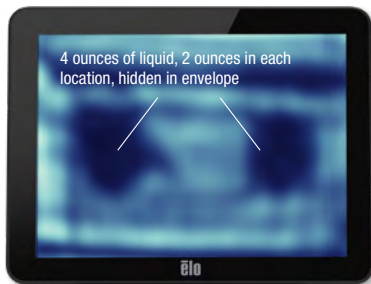 4 ounces of liquid, 2 ounces in each
location, hidden in envelope
ēlo